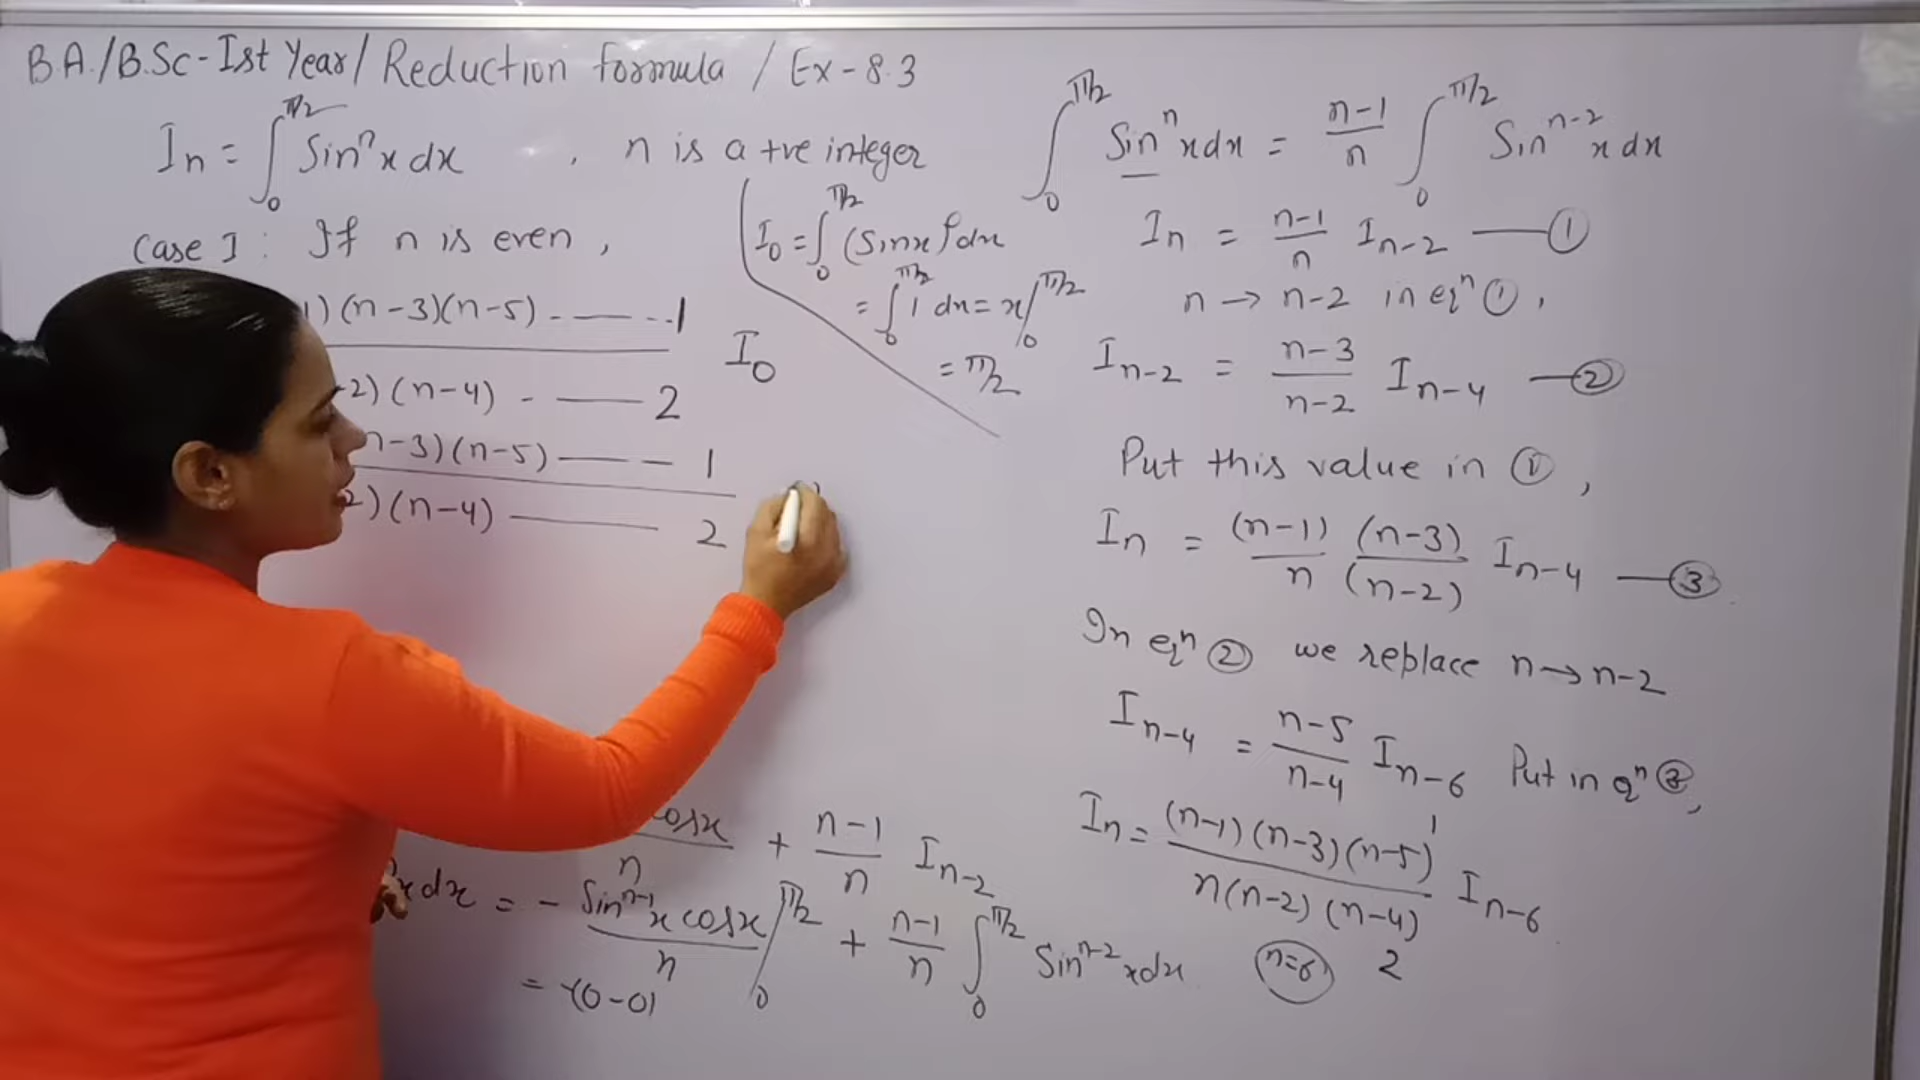 B.A./B.Sc-Ist Year/ Reduction formula / Ex-8.3
In = ∫₀^π/2 Sinⁿx dx , n is a +ve integer
Case I : If n is even ,
1)(n-3)(n-5) - — - - 1
I₀
-2)(n-4) - —— 2
n-3)(n-5) —— — 1
2)(n-4) ——— 2
I₀ = ∫₀^π/2 (Sinx)⁰dx
= ∫₀^π/2 1 dx = x/₀^π/2
= π/2
cosx/n + n-1/n In-2
x dx = - Sinⁿ⁻¹x cosx/n /₀^π/2 + n-1/n ∫₀^π/2 Sinⁿ⁻²x dx
= -(0-0)
∫₀^π/2 Sinⁿx dx = n-1/n ∫₀^π/2 Sinⁿ⁻²x dx
In = n-1/n In-2 —— ①
n → n-2 in eqⁿ ① ,
In-2 = n-3/n-2 In-4 —②
Put this value in ① ,
In = (n-1)/n (n-3)/(n-2) In-4 —③
In eqⁿ ② we replace n→n-2
In-4 = n-5/n-4 In-6 Put in eqⁿ ③ ,
1
In = (n-1)(n-3)(n-5)/n(n-2)(n-4) In-6
n=6 2